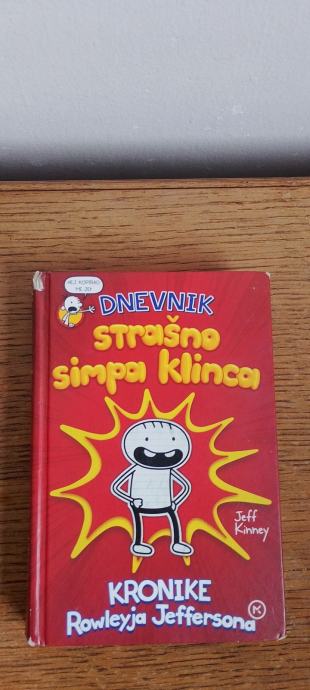 DNEVNIK
strašno
simpa klinca
Jeff
Kinney
KRONIKE
Rowleyja Jeffersona
M